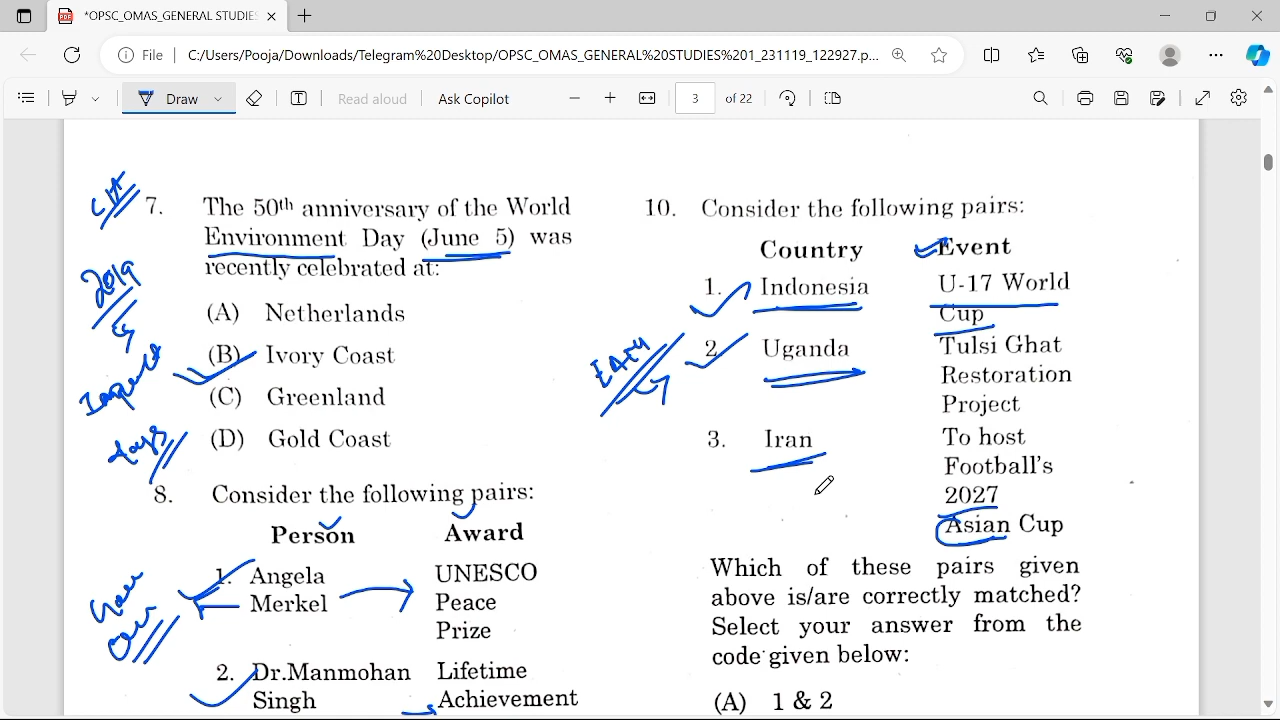 *OPSC_OMAS_GENERAL STUDIES
File
C:/Users/Pooja/Downloads/Telegram%20Desktop/OPSC_OMAS_GENERAL%20STUDIES%201_231119_122927.p...
Draw
Read aloud
Ask Copilot
3
of 22
7. The 50th anniversary of the World
Environment Day (June 5) was
recently celebrated at:
(A) Netherlands
(B) Ivory Coast
(C) Greenland
(D) Gold Coast
2019
days
8. Consider the following pairs:
Person Award
1. Angela UNESCO
Merkel Peace
Prize
2. Dr.Manmohan Lifetime
Singh Achievement
10. Consider the following pairs:
Country Event
1. Indonesia U-17 World
Cup
2. Uganda Tulsi Ghat
Restoration
Project
3. Iran To host
Football's
2027
Asian Cup
Which of these pairs given
above is/are correctly matched?
Select your answer from the
code given below:
(A) 1 & 2